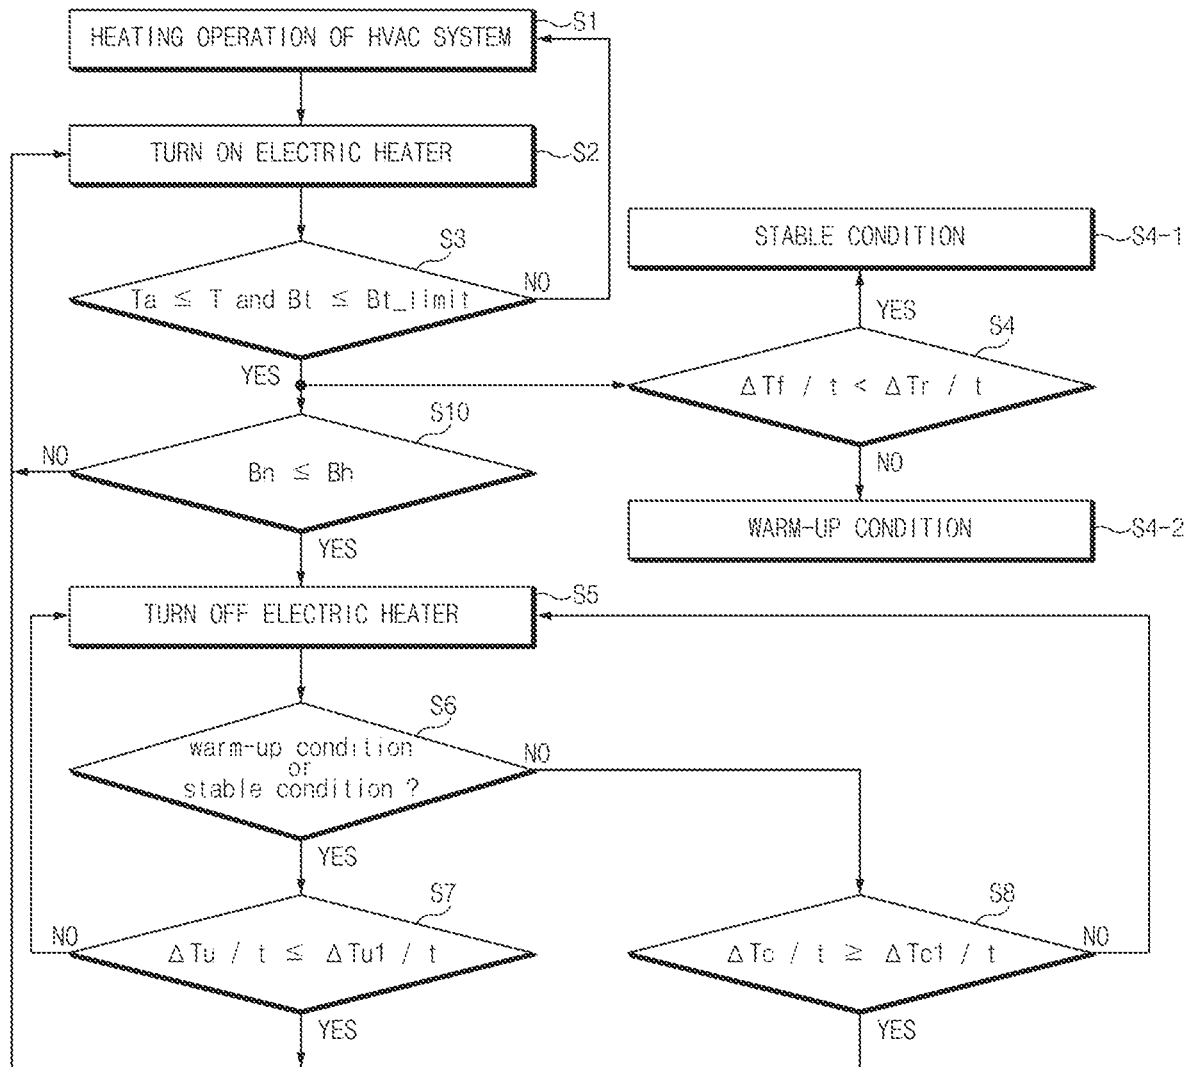 HEATING OPERATION OF HVAC SYSTEM
S1
TURN ON ELECTRIC HEATER
S2
S3
Ta ≦ T and Bt ≦ Bt_limit
NO
YES
STABLE CONDITION
S4-1
YES
S4
ΔTf / t < ΔTr / t
NO
WARM-UP CONDITION
S4-2
S10
Bn ≦ Bh
NO
YES
TURN OFF ELECTRIC HEATER
S5
S6
warm-up condition
or
stable condition ?
NO
YES
S7
ΔTu / t ≦ ΔTu1 / t
NO
YES
S8
ΔTc / t ≥ ΔTc1 / t
NO
YES